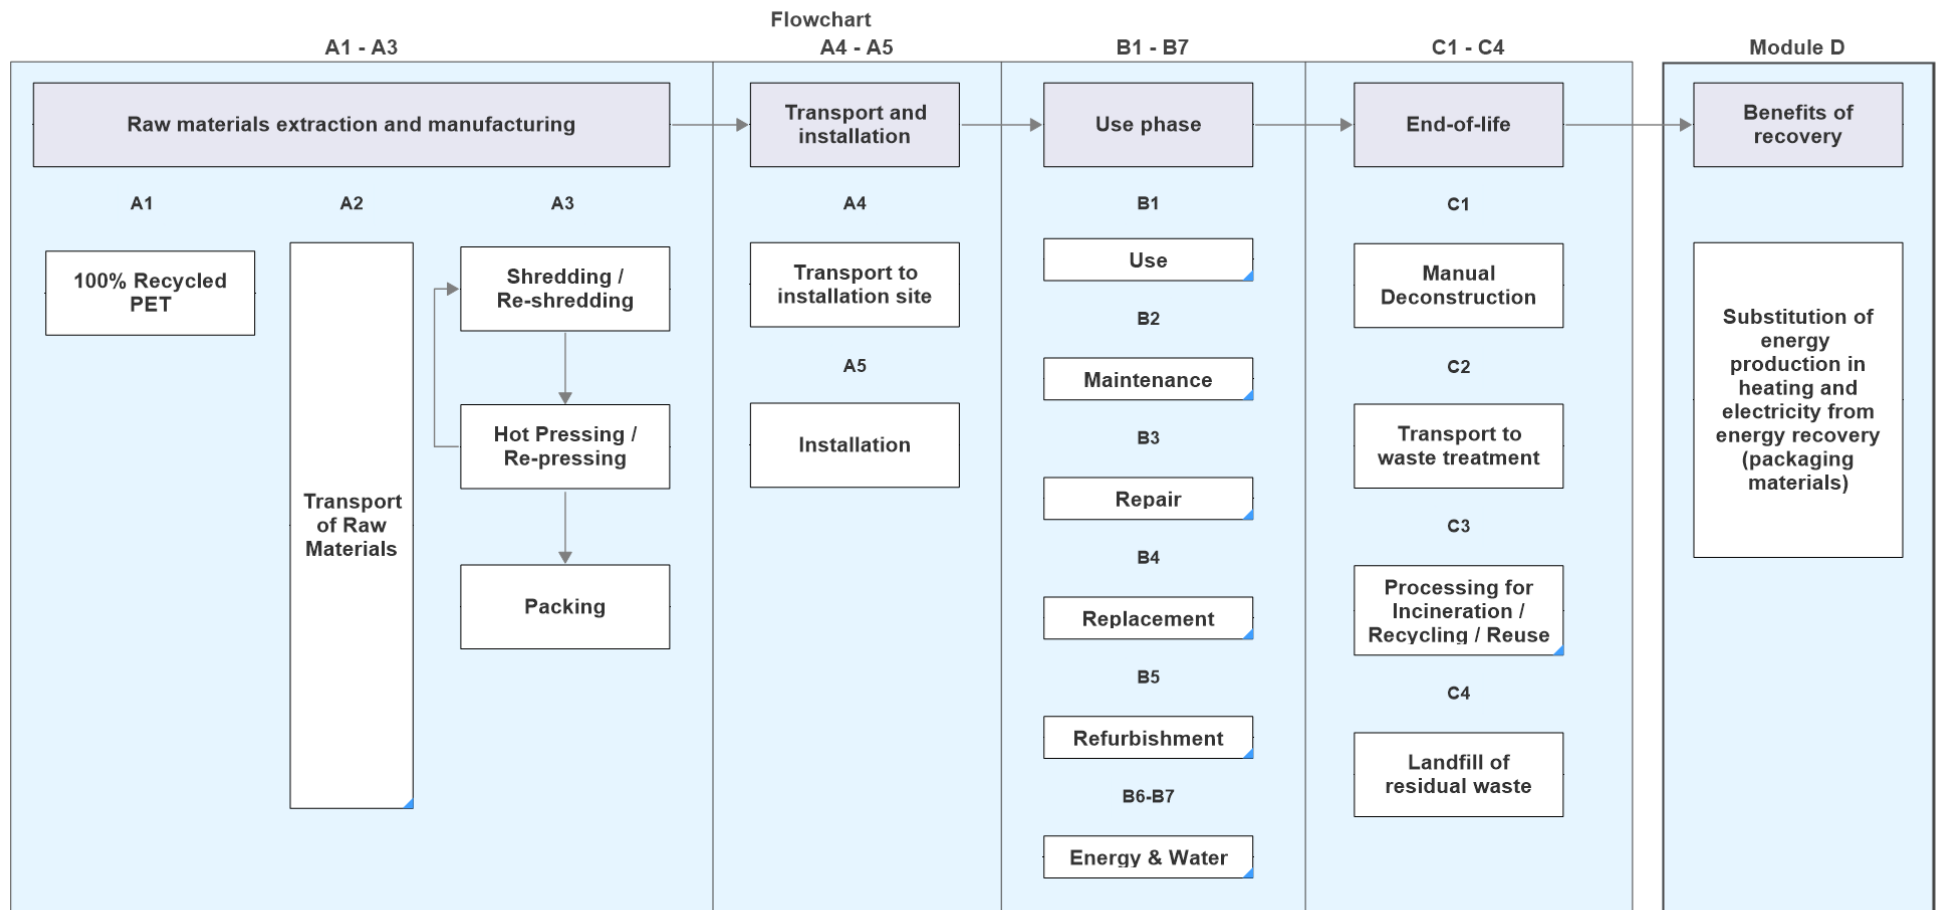 Flowchart
A1 - A3
A4 - A5
B1 - B7
C1 - C4
Module D
Raw materials extraction and manufacturing
Transport and
installation
Use phase
End-of-life
Benefits of
recovery
A1
100% Recycled
PET
A2
Transport
of Raw
Materials
A3
Shredding /
Re-shredding
Hot Pressing /
Re-pressing
Packing
A4
Transport to
installation site
A5
Installation
B1
Use
B2
Maintenance
B3
Repair
B4
Replacement
B5
Refurbishment
B6-B7
Energy & Water
C1
Manual
Deconstruction
C2
Transport to
waste treatment
C3
Processing for
Incineration /
Recycling / Reuse
C4
Landfill of
residual waste
Substitution of
energy
production in
heating and
electricity from
energy recovery
(packaging
materials)